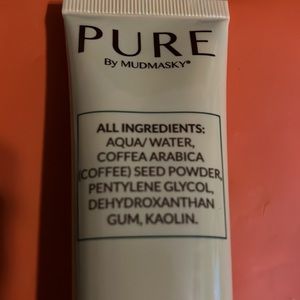 PURE
By MUDMASKY®
ALL INGREDIENTS:
AQUA/ WATER,
COFFEA ARABICA
(COFFEE) SEED POWDER,
PENTYLENE GLYCOL,
DEHYDROXANTHAN
GUM, KAOLIN.